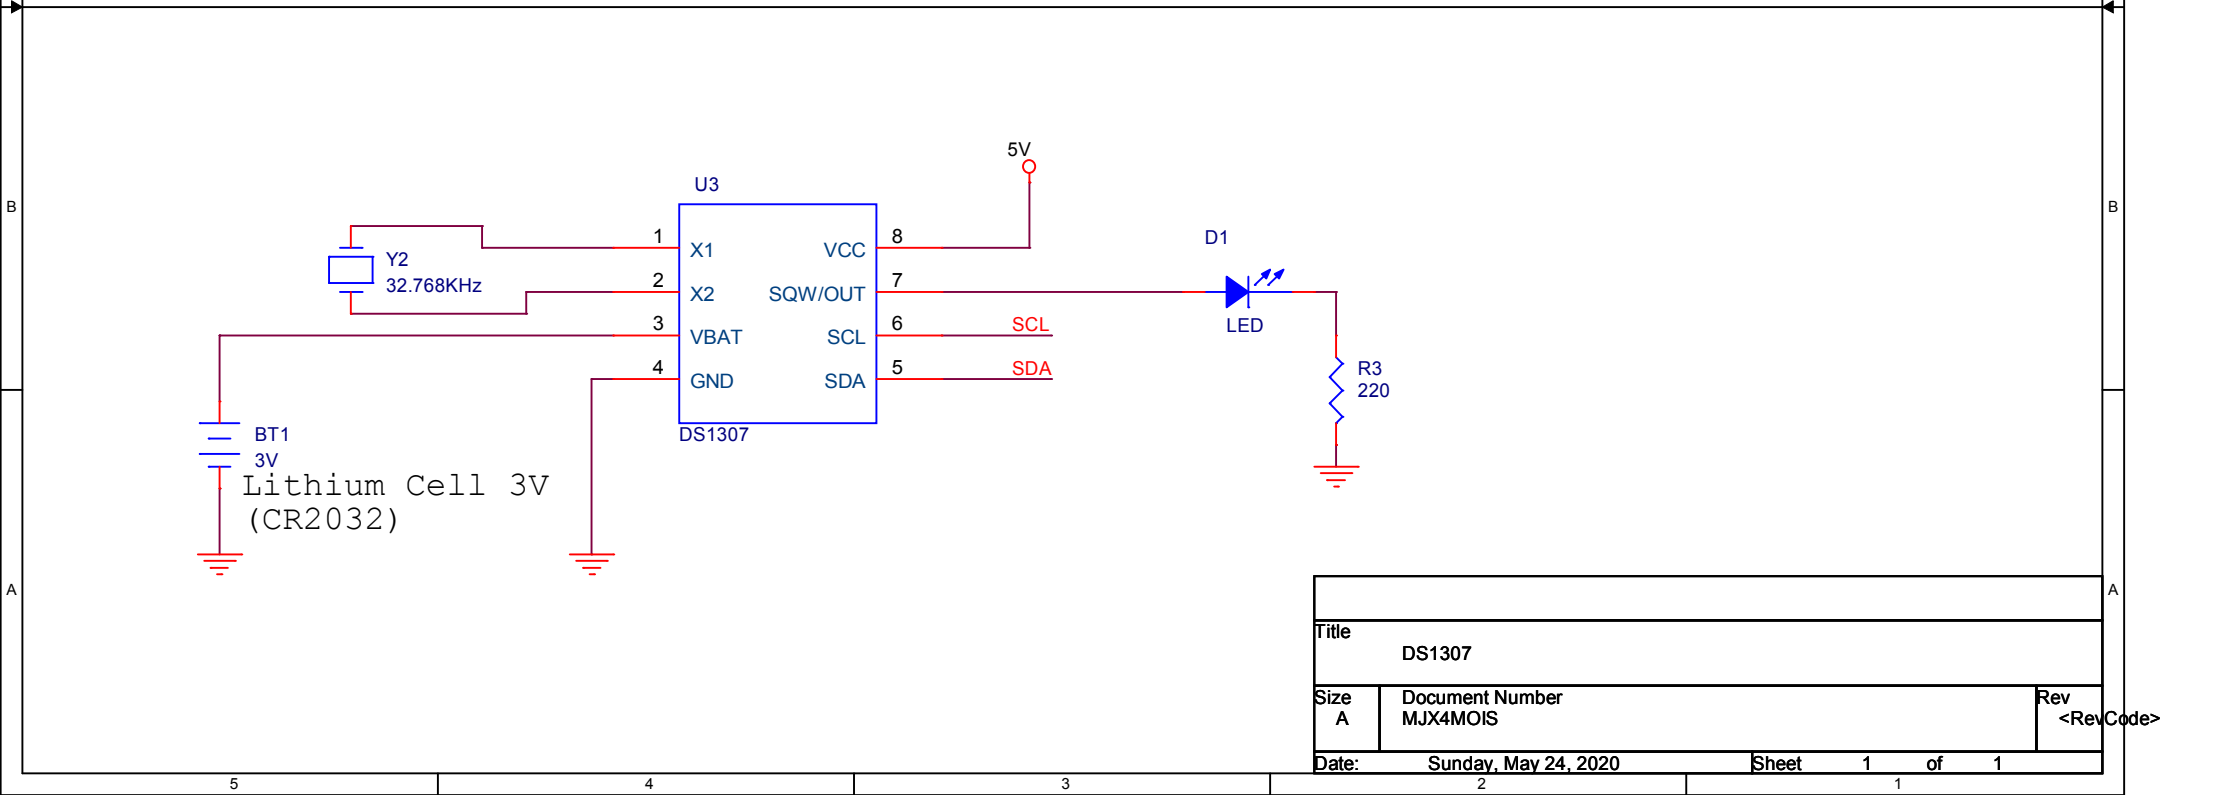 5V
U3
B
B
1
X1
VCC
8
D1
Y2
32.768KHz
2
X2
SQW/OUT
7
3
VBAT
SCL
6
SCL
LED
4
GND
SDA
5
SDA
R3
220
DS1307
BT1
3V
Lithium Cell 3V
(CR2032)
A
A
Title
DS1307
Size
A
Document Number
MJX4MOIS
Rev
<RevCode>
Date:
Sunday, May 24, 2020
Sheet 1 of 1
5
4
3
2
1